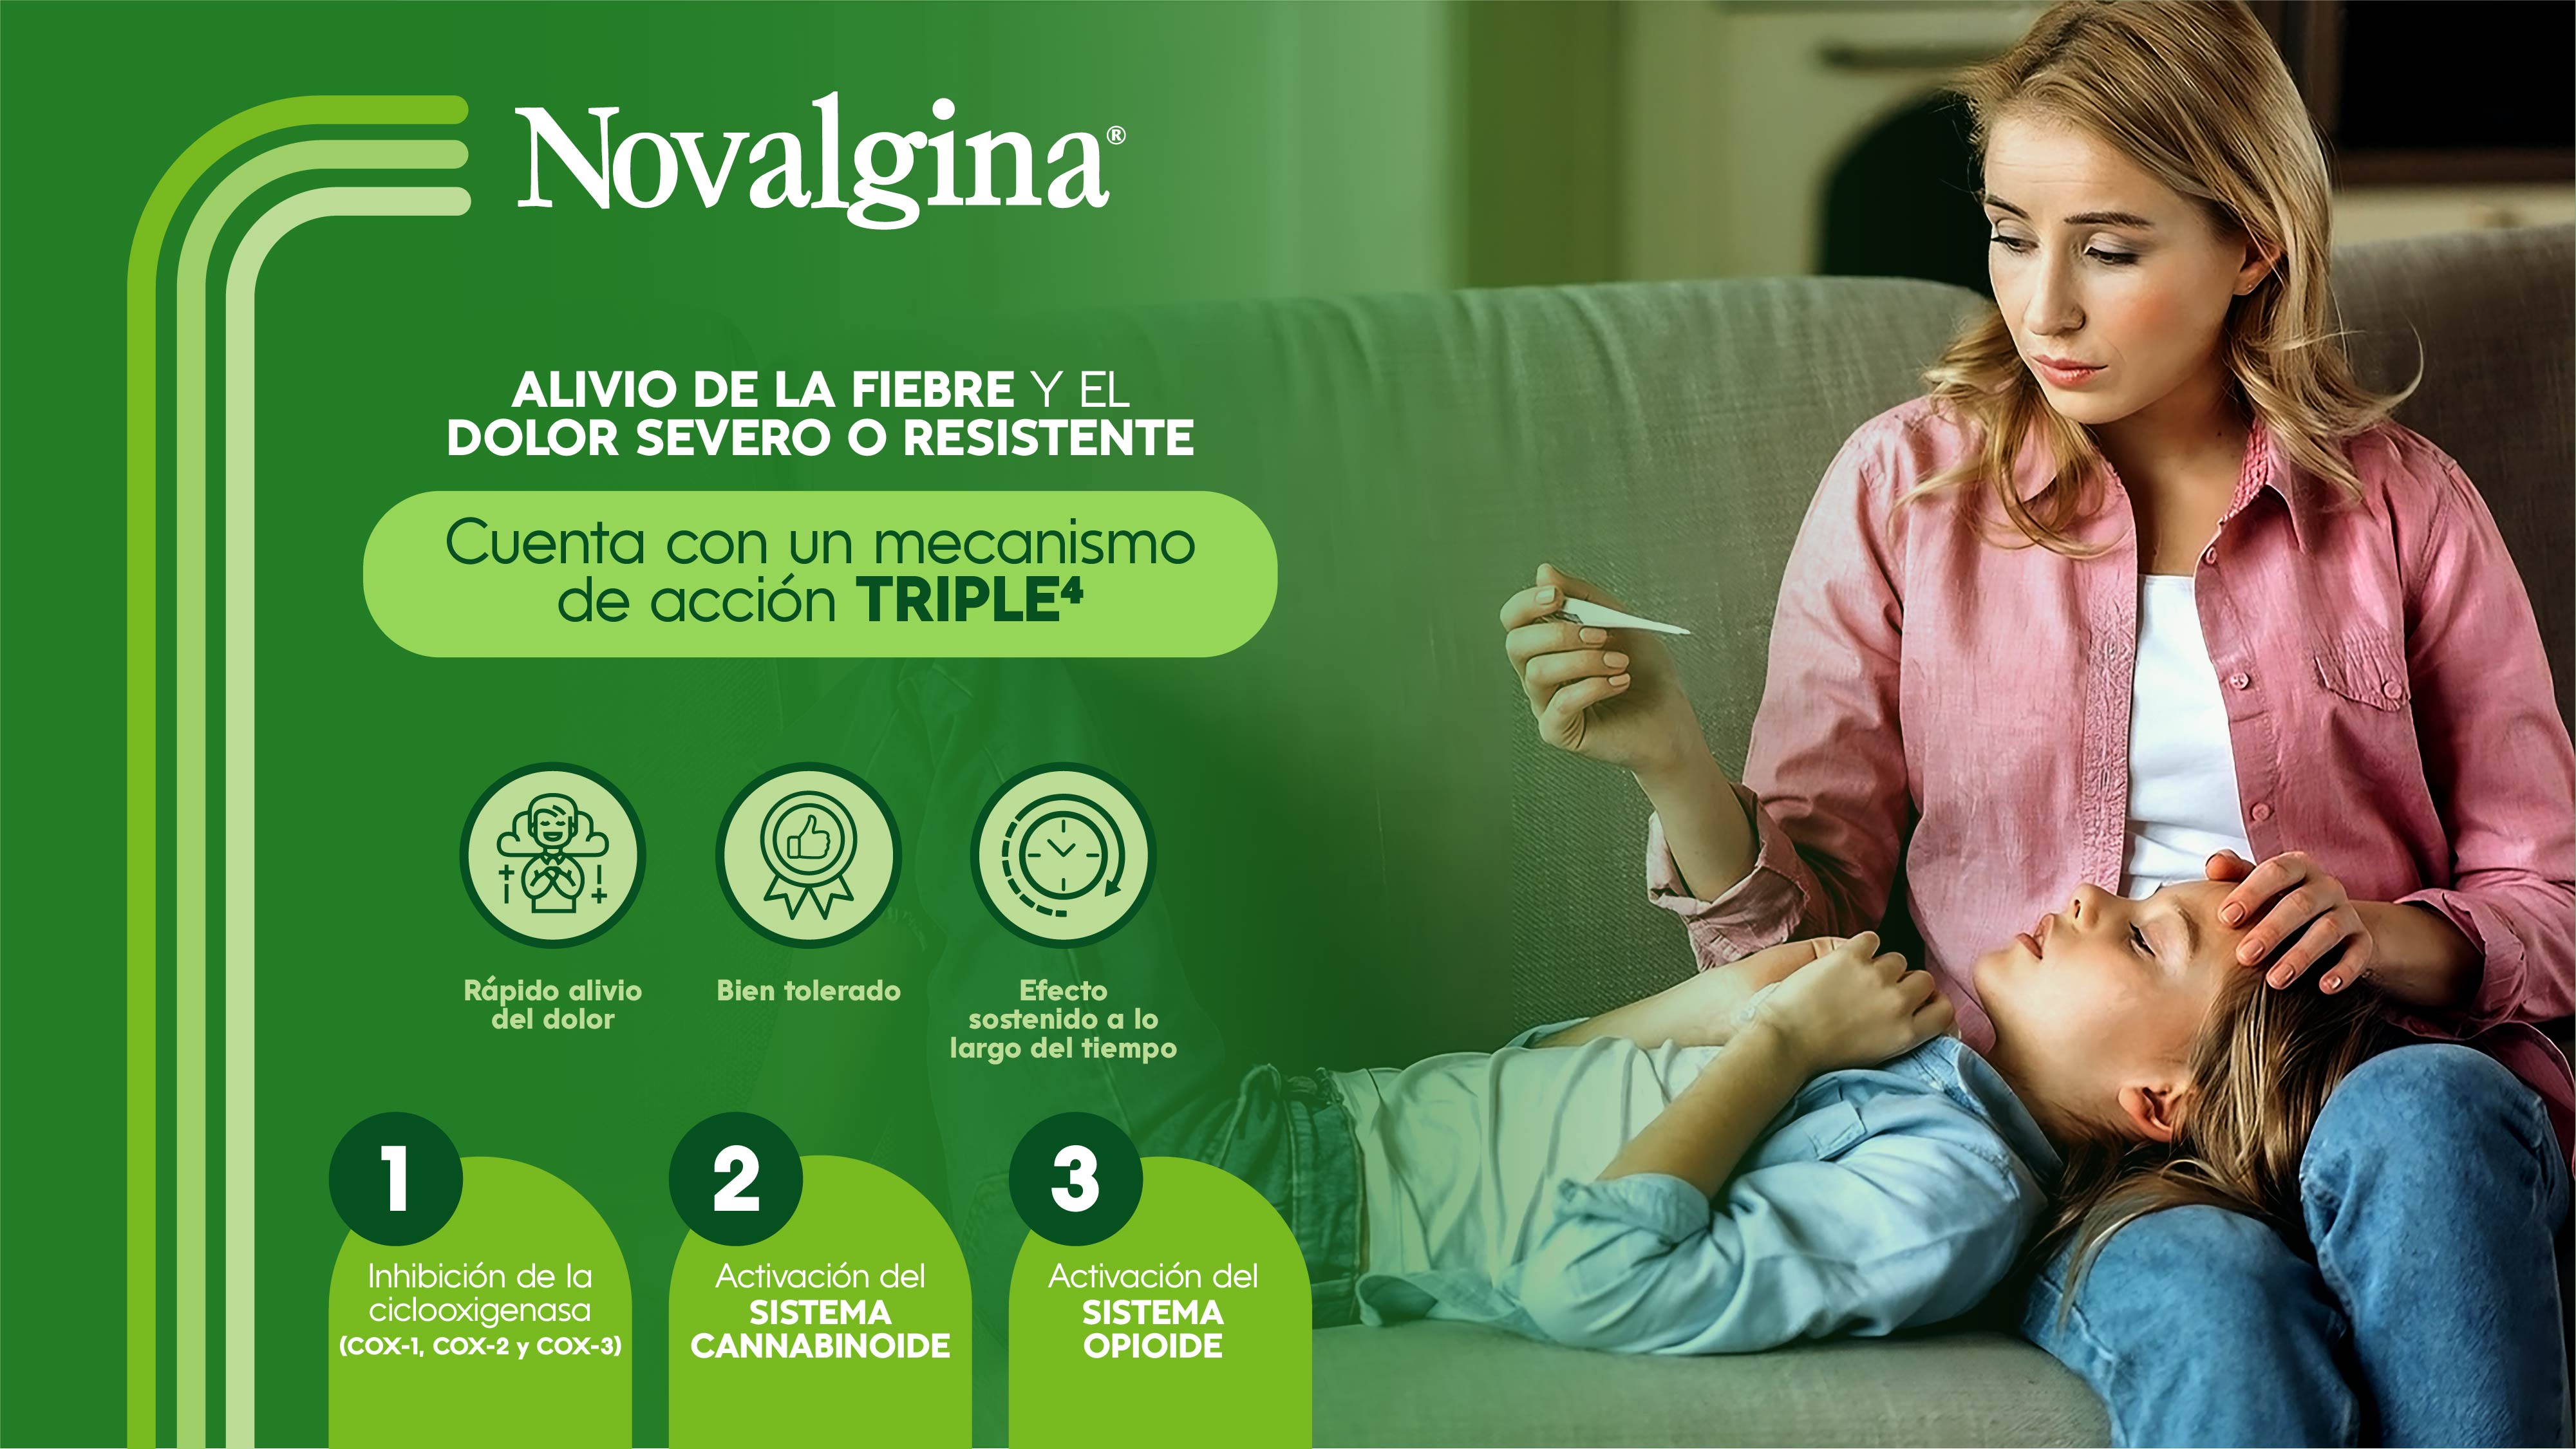 Novalgina®
ALIVIO DE LA FIEBRE Y EL
DOLOR SEVERO O RESISTENTE
Cuenta con un mecanismo
de acción TRIPLE⁴
Rápido alivio
del dolor
Bien tolerado
Efecto
sostenido a lo
largo del tiempo
1
Inhibición de la
ciclooxigenasa
(COX-1, COX-2 y COX-3)
2
Activación del
SISTEMA
CANNABINOIDE
3
Activación del
SISTEMA
OPIOIDE